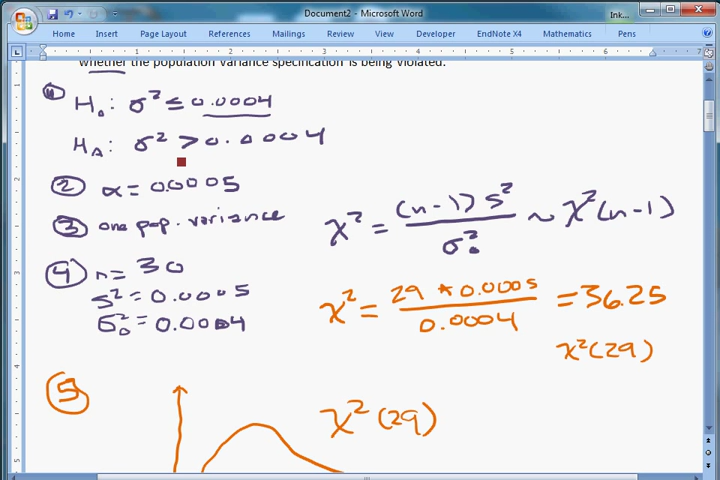 Document2 - Microsoft Word
Ink...
Home Insert Page Layout References Mailings Review View Developer EndNote X4 Mathematics Pens
whether the population variance specification is being violated.
① H₀: σ² ≤ 0.0004
H_A: σ² > 0.0004
② α = 0.0005
③ one pop. variance
χ² = (n-1) s² / σ₀² ~ χ²(n-1)
④ n = 30
s² = 0.0005
σ₀² = 0.0004
χ² = 29 * 0.0005 / 0.0004 = 36.25
χ²(29)
⑤
χ²(29)